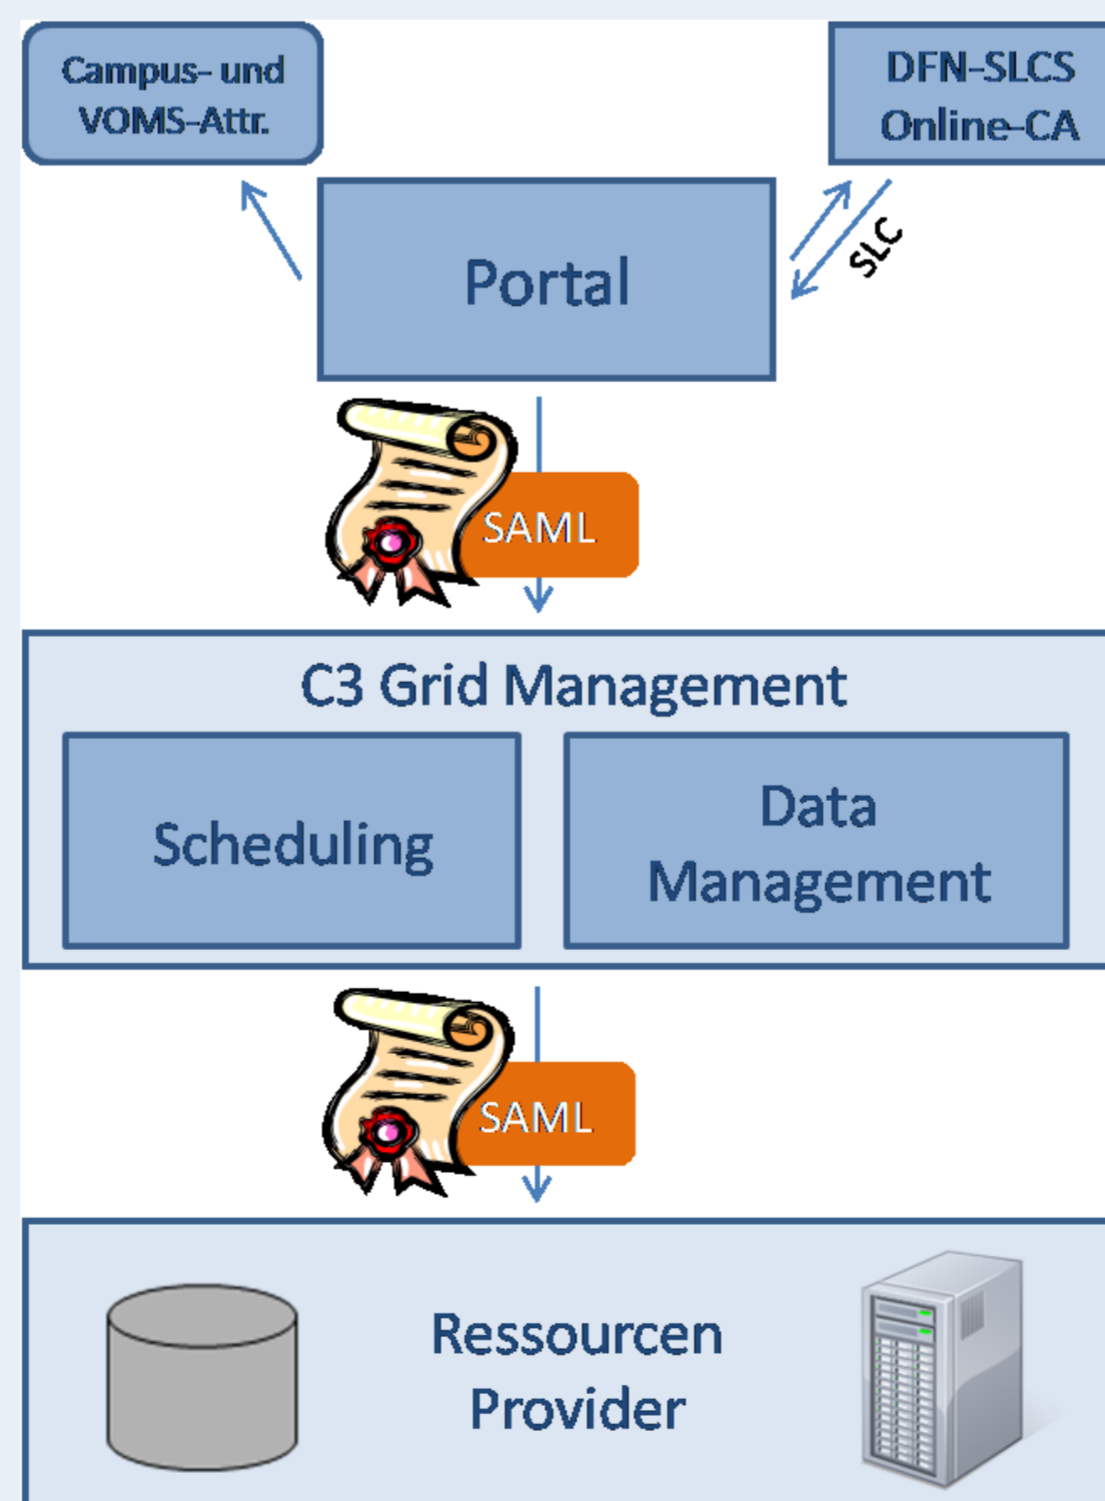 Campus- und
VOMS-Attr.
DFN-SLCS
Online-CA
Portal
SLC
SAML
C3 Grid Management
Scheduling
Data
Management
SAML
Ressourcen
Provider